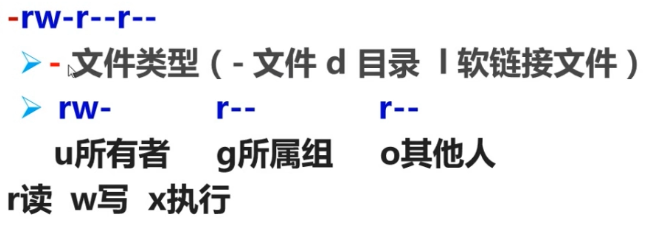 -rw-r--r--
- 文件类型（- 文件 d 目录 l 软链接文件）
rw- r-- r--
u所有者 g所属组 o其他人
r读 w写 x执行